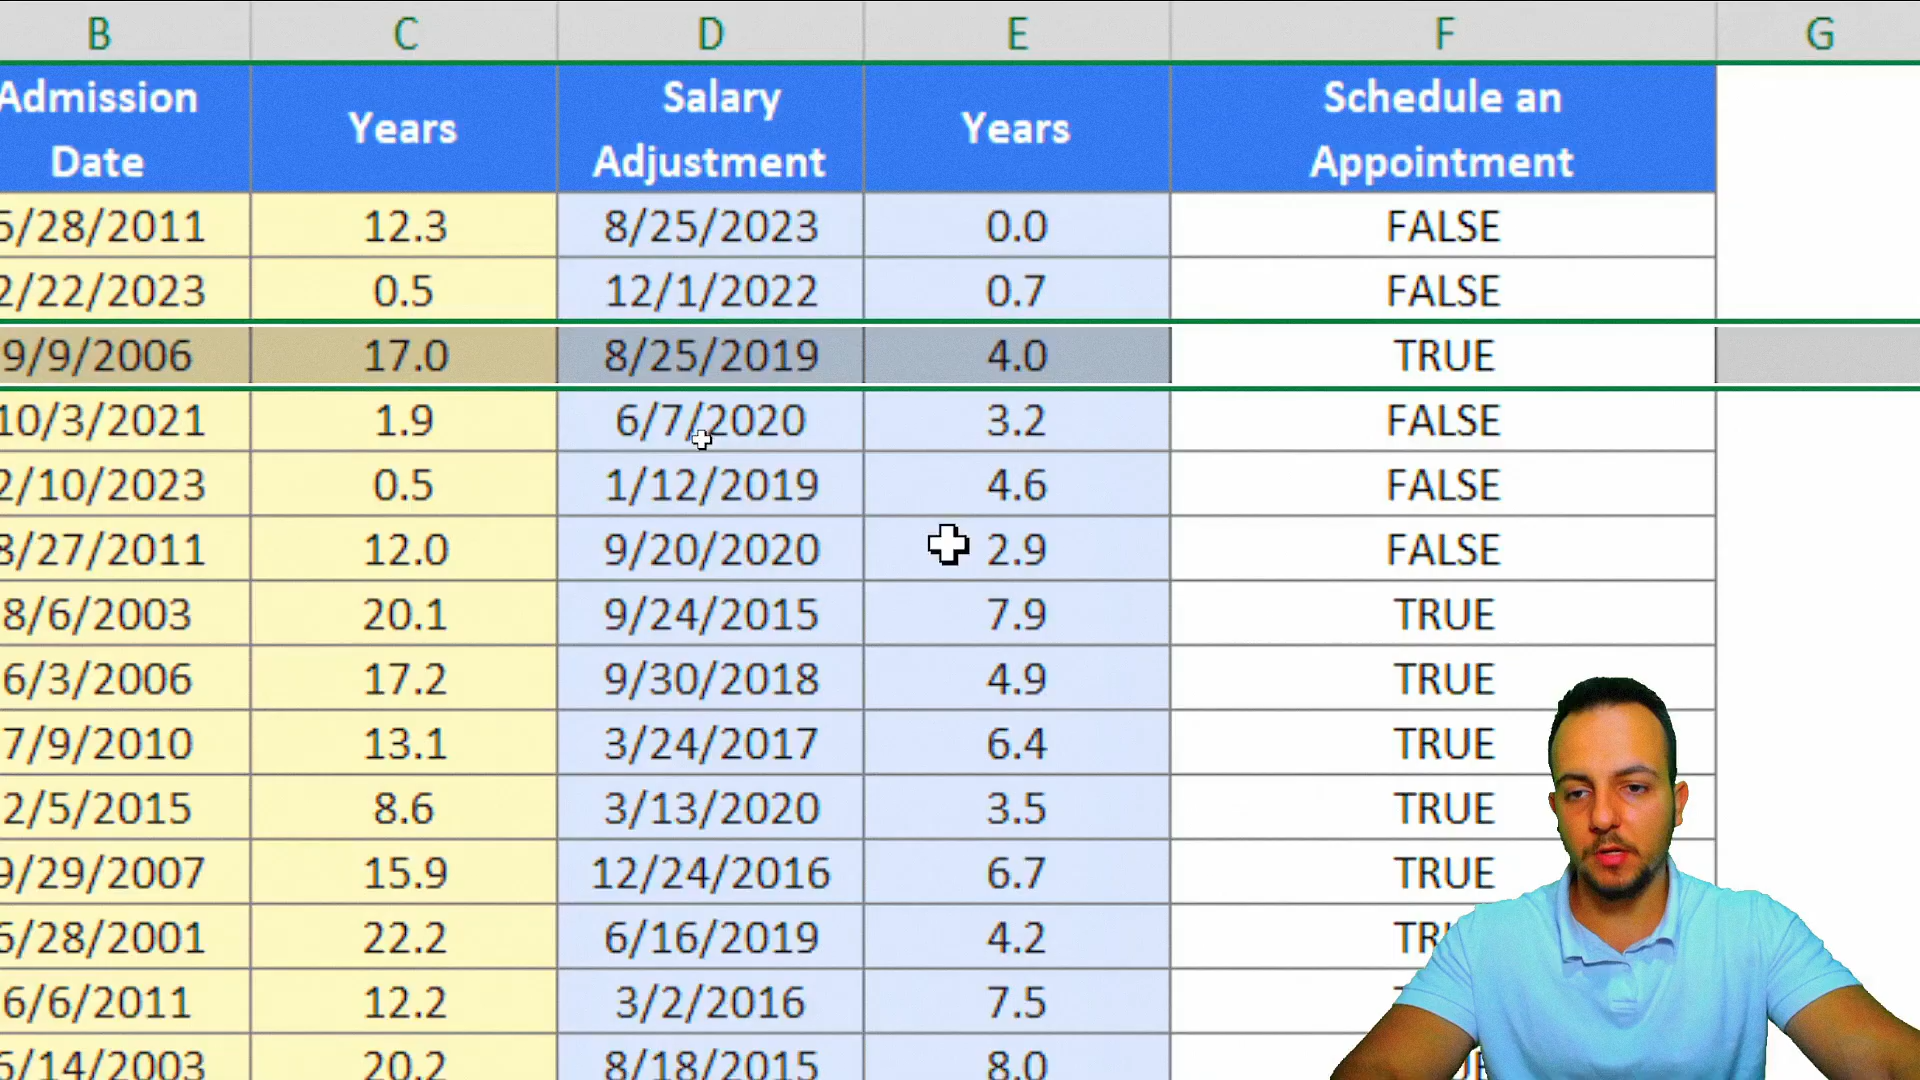 B C D E F G
Admission Date Years Salary Adjustment Years Schedule an Appointment
5/28/2011 12.3 8/25/2023 0.0 FALSE
2/22/2023 0.5 12/1/2022 0.7 FALSE
9/9/2006 17.0 8/25/2019 4.0 TRUE
10/3/2021 1.9 6/7/2020 3.2 FALSE
2/10/2023 0.5 1/12/2019 4.6 FALSE
8/27/2011 12.0 9/20/2020 2.9 FALSE
8/6/2003 20.1 9/24/2015 7.9 TRUE
6/3/2006 17.2 9/30/2018 4.9 TRUE
7/9/2010 13.1 3/24/2017 6.4 TRUE
2/5/2015 8.6 3/13/2020 3.5 TRUE
9/29/2007 15.9 12/24/2016 6.7 TRUE
6/28/2001 22.2 6/16/2019 4.2
6/6/2011 12.2 3/2/2016 7.5
20.2 8/18/2015 8.0